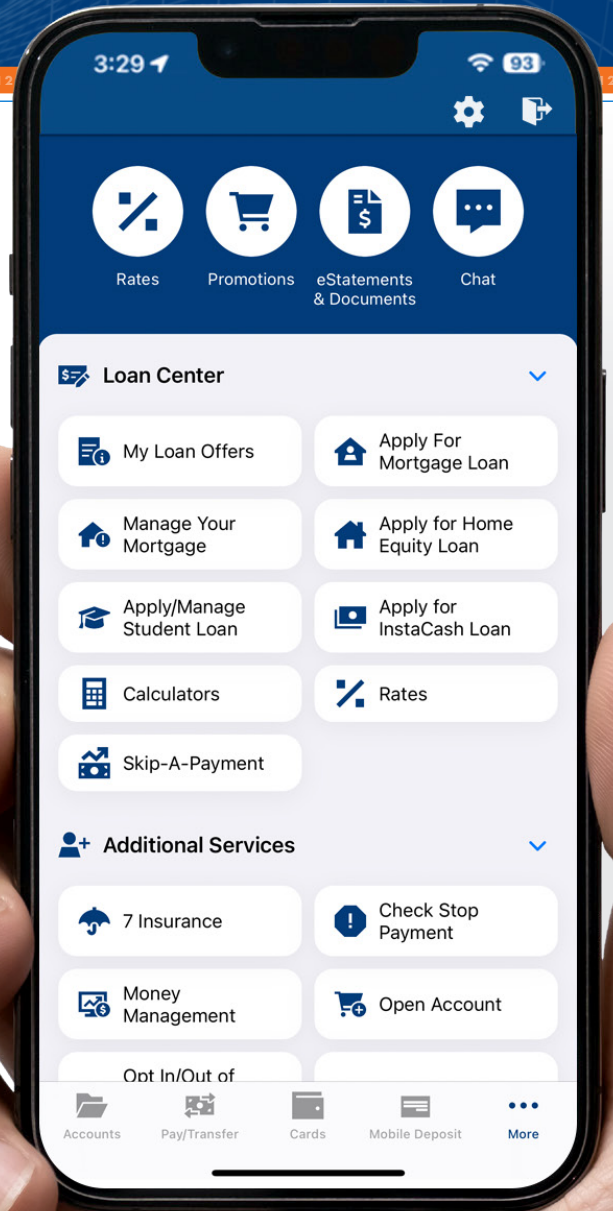 3:29
93
Rates
Promotions
eStatements
& Documents
Chat
Loan Center
My Loan Offers
Apply For
Mortgage Loan
Manage Your
Mortgage
Apply for Home
Equity Loan
Apply/Manage
Student Loan
Apply for
InstaCash Loan
Calculators
Rates
Skip-A-Payment
Additional Services
7 Insurance
Check Stop
Payment
Money
Management
Open Account
Opt In/Out of
Accounts
Pay/Transfer
Cards
Mobile Deposit
More